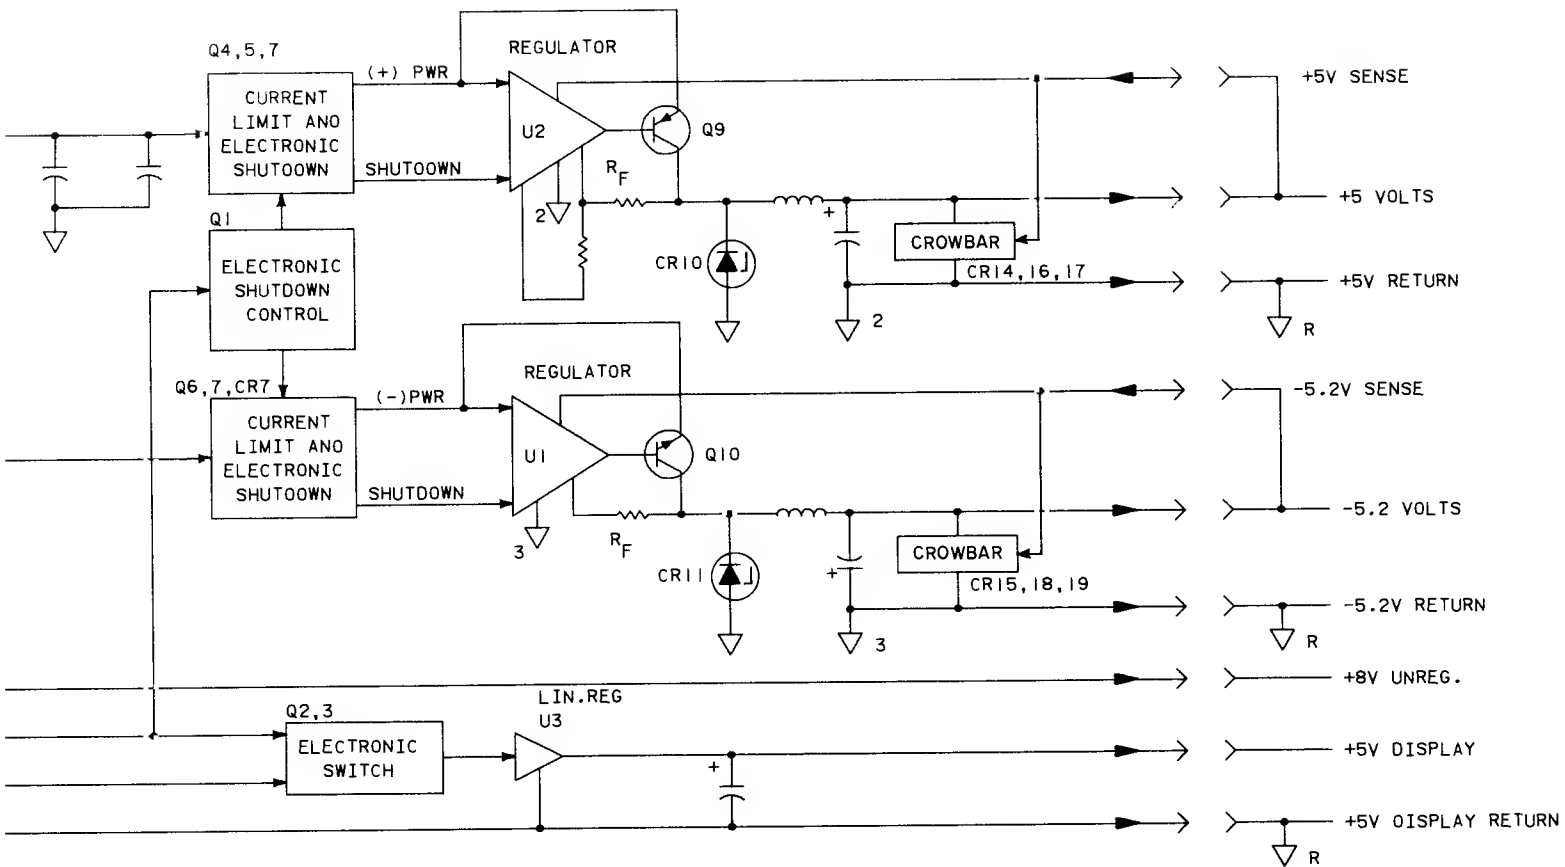 Q4,5,7
CURRENT
LIMIT ANO
ELECTRONIC
SHUTOOWN
(+) PWR
SHUTOOWN
REGULATOR
U2
2
Q9
RF
CR10
+
2
CROWBAR
CR14,16,17
+5V SENSE
+5 VOLTS
+5V RETURN
R
Q1
ELECTRONIC
SHUTDOWN
CONTROL
Q6,7,CR7
CURRENT
LIMIT ANO
ELECTRONIC
SHUTOOWN
(-)PWR
SHUTDOWN
REGULATOR
U1
3
Q10
RF
CR11
+
3
CROWBAR
CR15,18,19
-5.2V SENSE
-5.2 VOLTS
-5.2V RETURN
R
+8V UNREG.
Q2,3
ELECTRONIC
SWITCH
LIN.REG
U3
+
+5V DISPLAY
+5V OISPLAY RETURN
R